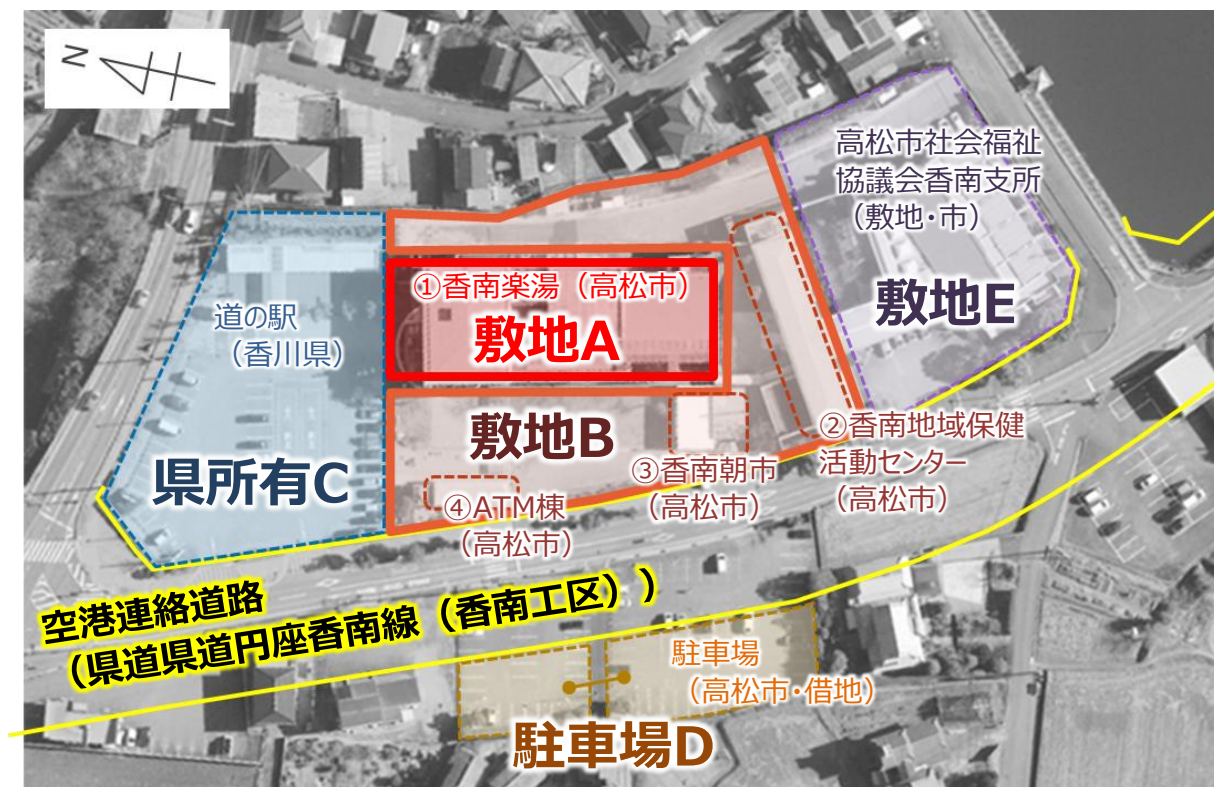 N
高松市社会福祉
協議会香南支所
（敷地・市）
敷地E
①香南楽湯（高松市）
敷地A
道の駅
（香川県）
県所有C
敷地B
②香南地域保健
活動センター
（高松市）
③香南朝市
（高松市）
④ATM棟
（高松市）
空港連絡道路
（県道県道円座香南線（香南工区））
駐車場
（高松市・借地）
駐車場D